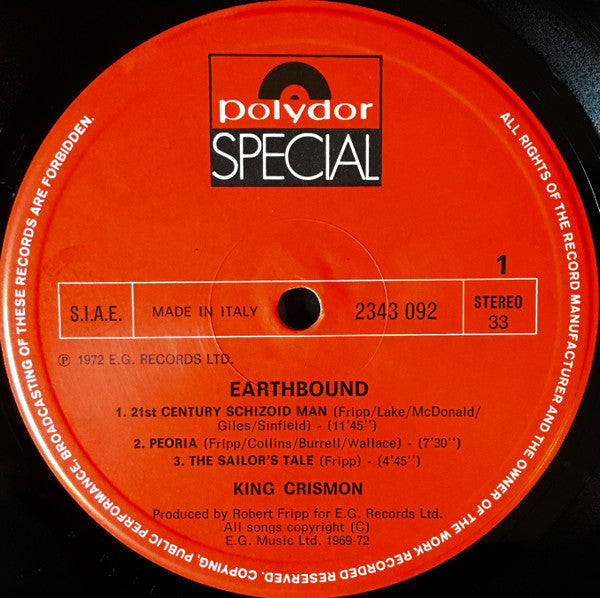 polydor
SPECIAL
1
S.I.A.E.
MADE IN ITALY
2343 092
STEREO
33
℗ 1972 E.G. RECORDS LTD.
EARTHBOUND
1. 21st CENTURY SCHIZOID MAN (Fripp/Lake/McDonald/
Giles/Sinfield) - (11'45'')
2. PEORIA (Fripp/Collins/Burrell/Wallace) - (7'30'')
3. THE SAILOR'S TALE (Fripp) - (4'45'')
KING CRISMON
Produced by Robert Fripp for E.G. Records Ltd.
All songs copyright (C)
E.G. Music Ltd. 1969-72
ALL RIGHTS OF THE RECORD MANUFACTURER AND THE OWNER OF THE WORK RECORDED RESERVED. COPYING, PUBLIC PERFORMANCE, BROADCASTING OF THESE RECORDS ARE FORBIDDEN.